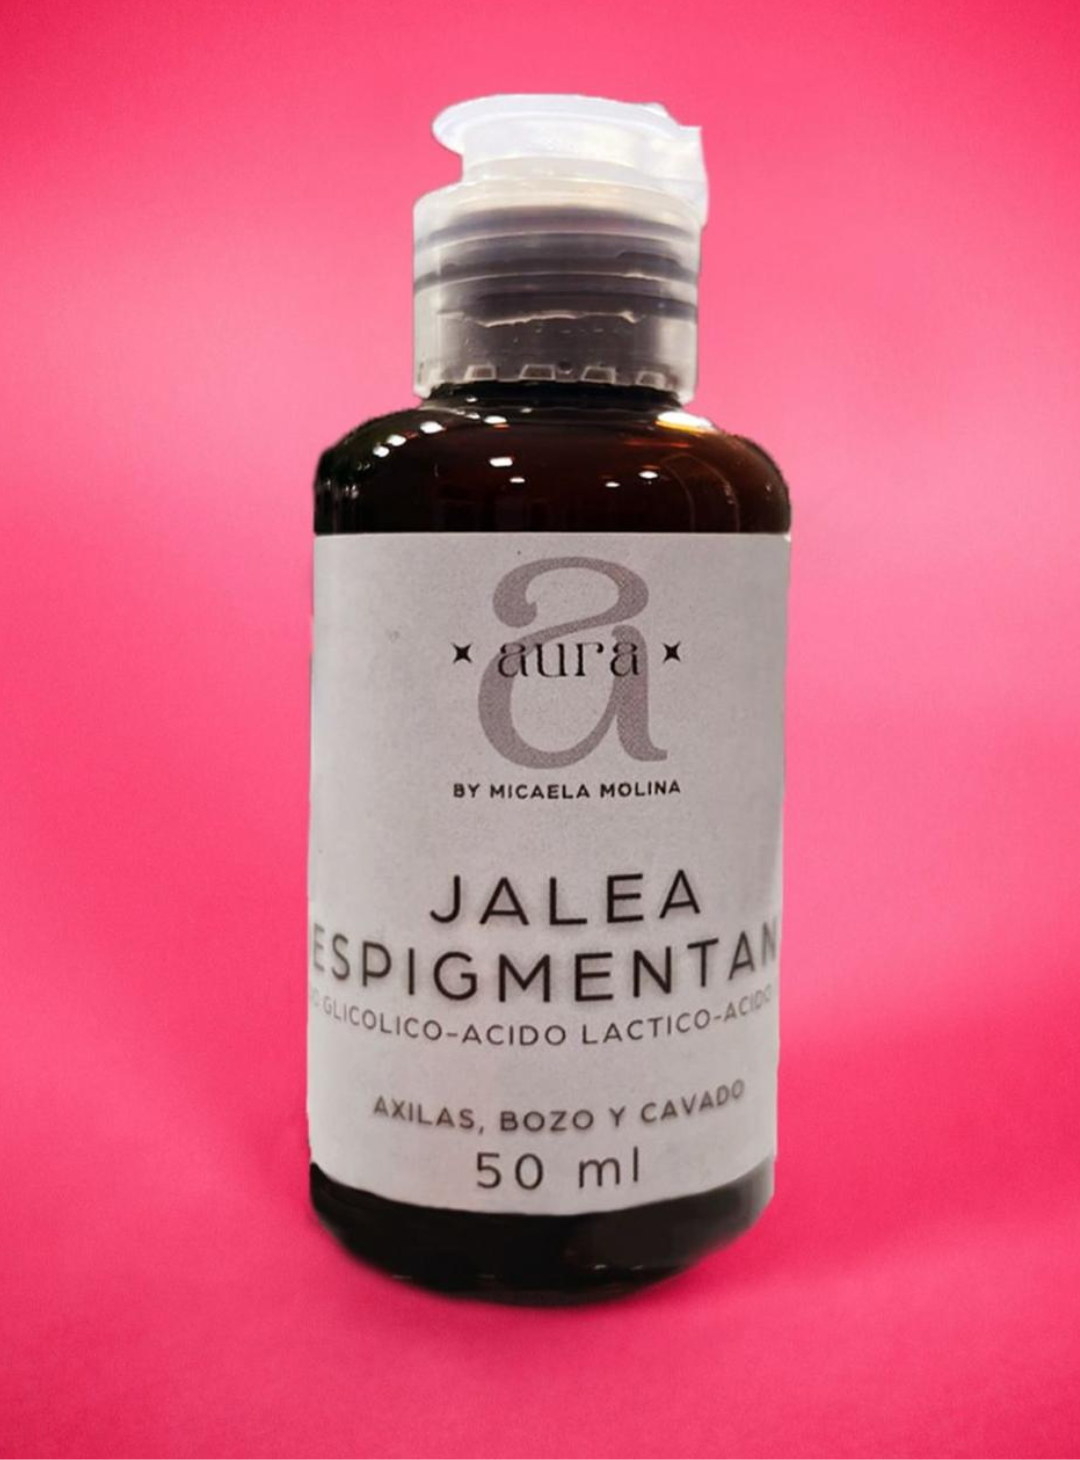 a
aura
BY MICAELA MOLINA
JALEA
ESPIGMENTAN
GLICOLICO-ACIDO LACTICO-ACIDO
AXILAS, BOZO Y CAVADO
50 ml